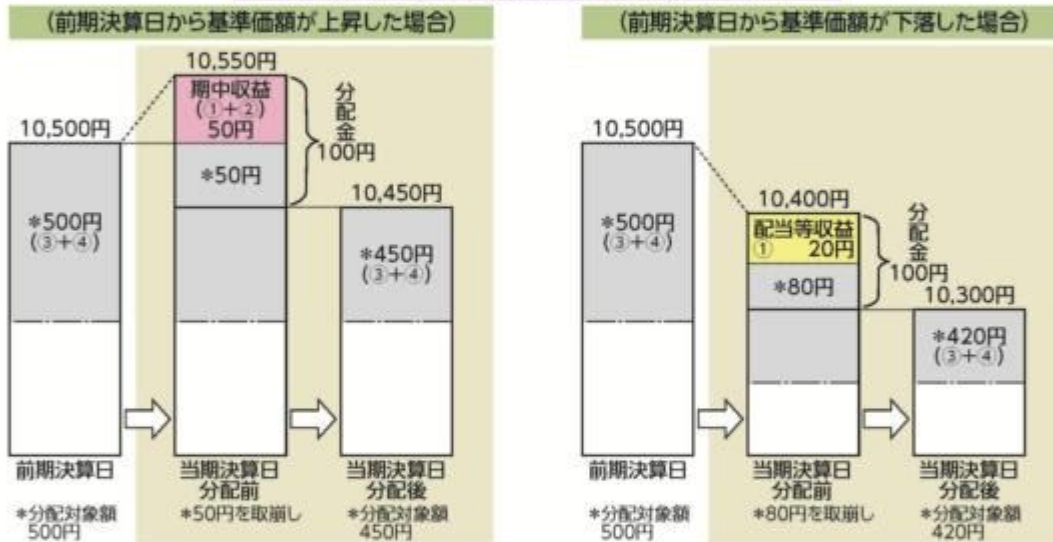 (前期決算日から基準価額が上昇した場合)
10,550円
期中収益
(①+②)
50円
分配金
100円
10,500円
*50円
10,450円
*500円
(③+④)
*450円
(③+④)
前期決算日
当期決算日
分配前
当期決算日
分配後
*分配対象額
500円
*50円を取崩し
*分配対象額
450円
(前期決算日から基準価額が下落した場合)
10,500円
10,400円
配当等収益
① 20円
分配金
100円
*500円
(③+④)
*80円
10,300円
*420円
(③+④)
前期決算日
当期決算日
分配前
当期決算日
分配後
*分配対象額
500円
*80円を取崩し
*分配対象額
420円